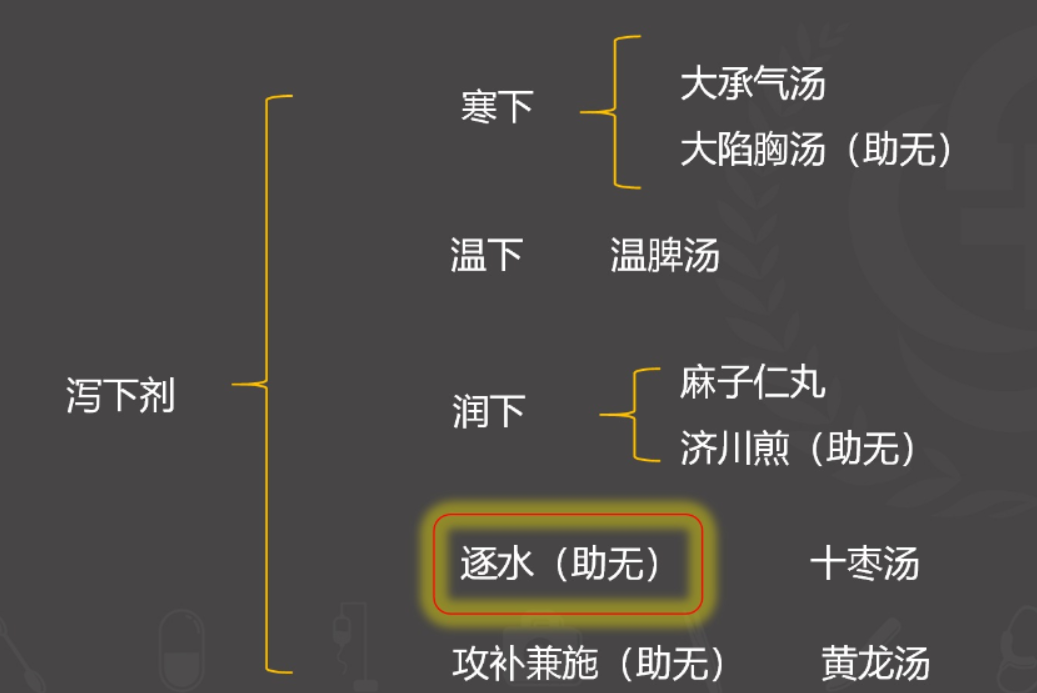 泻下剂
寒下
大承气汤
大陷胸汤（助无）
温下 温脾汤
润下
麻子仁丸
济川煎（助无）
逐水（助无） 十枣汤
攻补兼施（助无） 黄龙汤